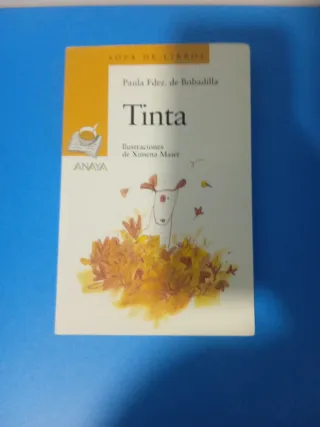 SOPA DE LIBROS
Paula Fdez. de Bobadilla
Tinta
Ilustraciones
de Ximena Maier
ANAYA